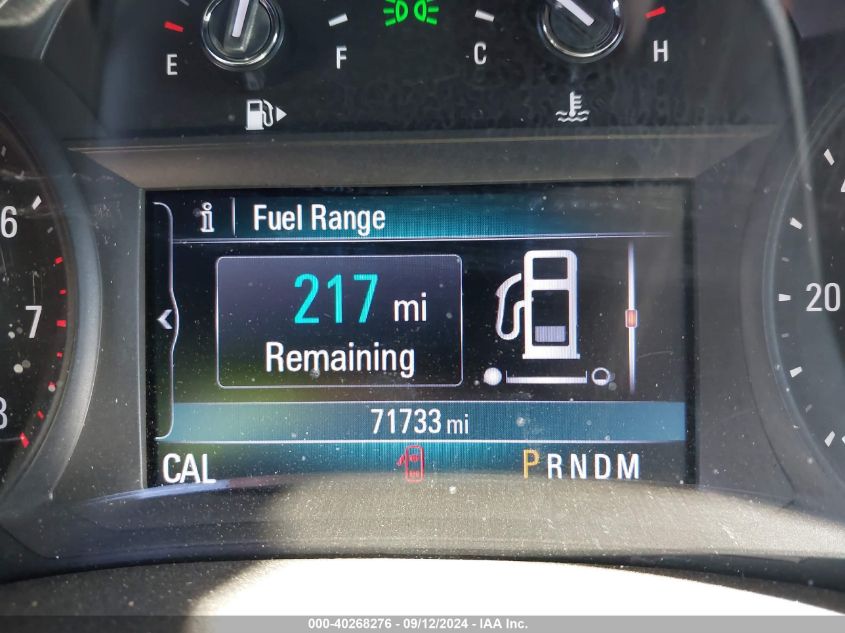 E F C H
6
7
8
i Fuel Range
217 mi
Remaining
20
71733 mi
CAL PRNDM
000-40268276 - 09/12/2024 - IAA Inc.